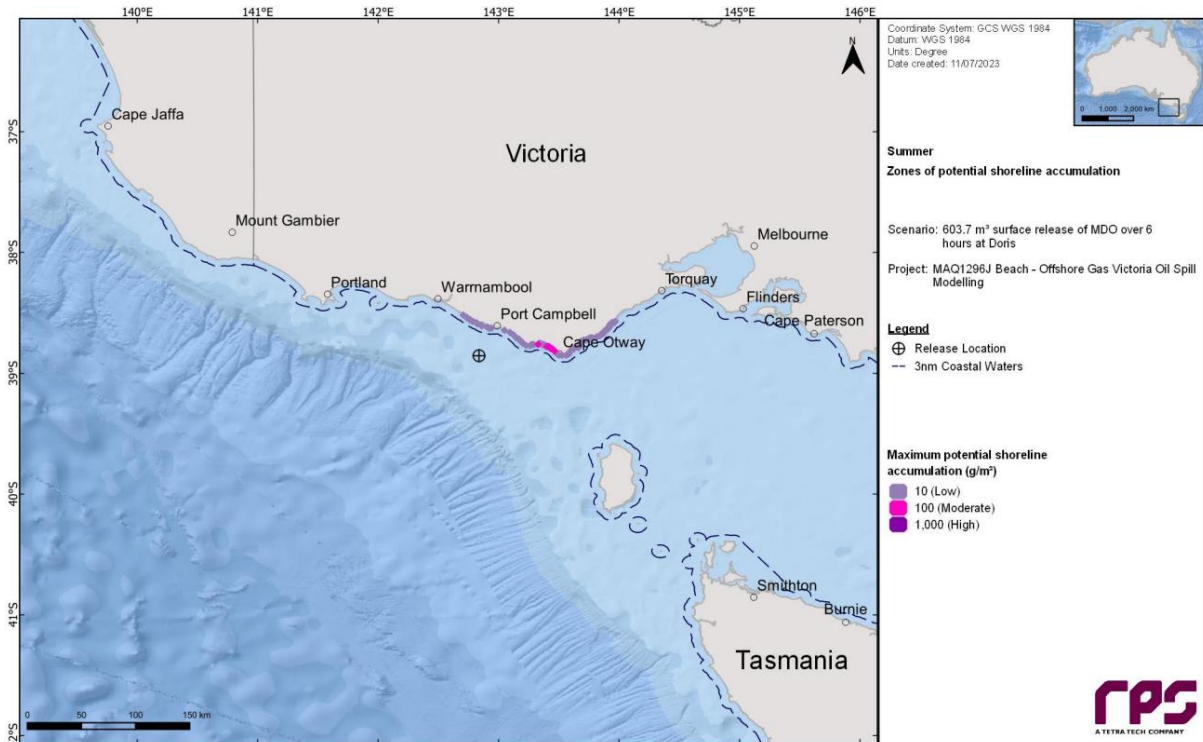 140°E 141°E 142°E 143°E 144°E 145°E 146°E
37°S
38°S
39°S
40°S
41°S
42°S
N
Cape Jaffa
Victoria
Mount Gambier
Melbourne
Portland
Warrnambool
Torquay
Port Campbell
Flinders
Cape Otway
Cape Paterson
Smithton
Burnie
Tasmania
0 50 100 150 km
Coordinate System: GCS WGS 1984
Datum: WGS 1984
Units: Degree
Date created: 11/07/2023
0 1,000 2,000 km
Summer
Zones of potential shoreline accumulation
Scenario: 603.7 m³ surface release of MDO over 6
hours at Doris
Project: MAQ1296J Beach - Offshore Gas Victoria Oil Spill
Modelling
Legend
Release Location
3nm Coastal Waters
Maximum potential shoreline
accumulation (g/m²)
10 (Low)
100 (Moderate)
1,000 (High)
rps
A TETRA TECH COMPANY